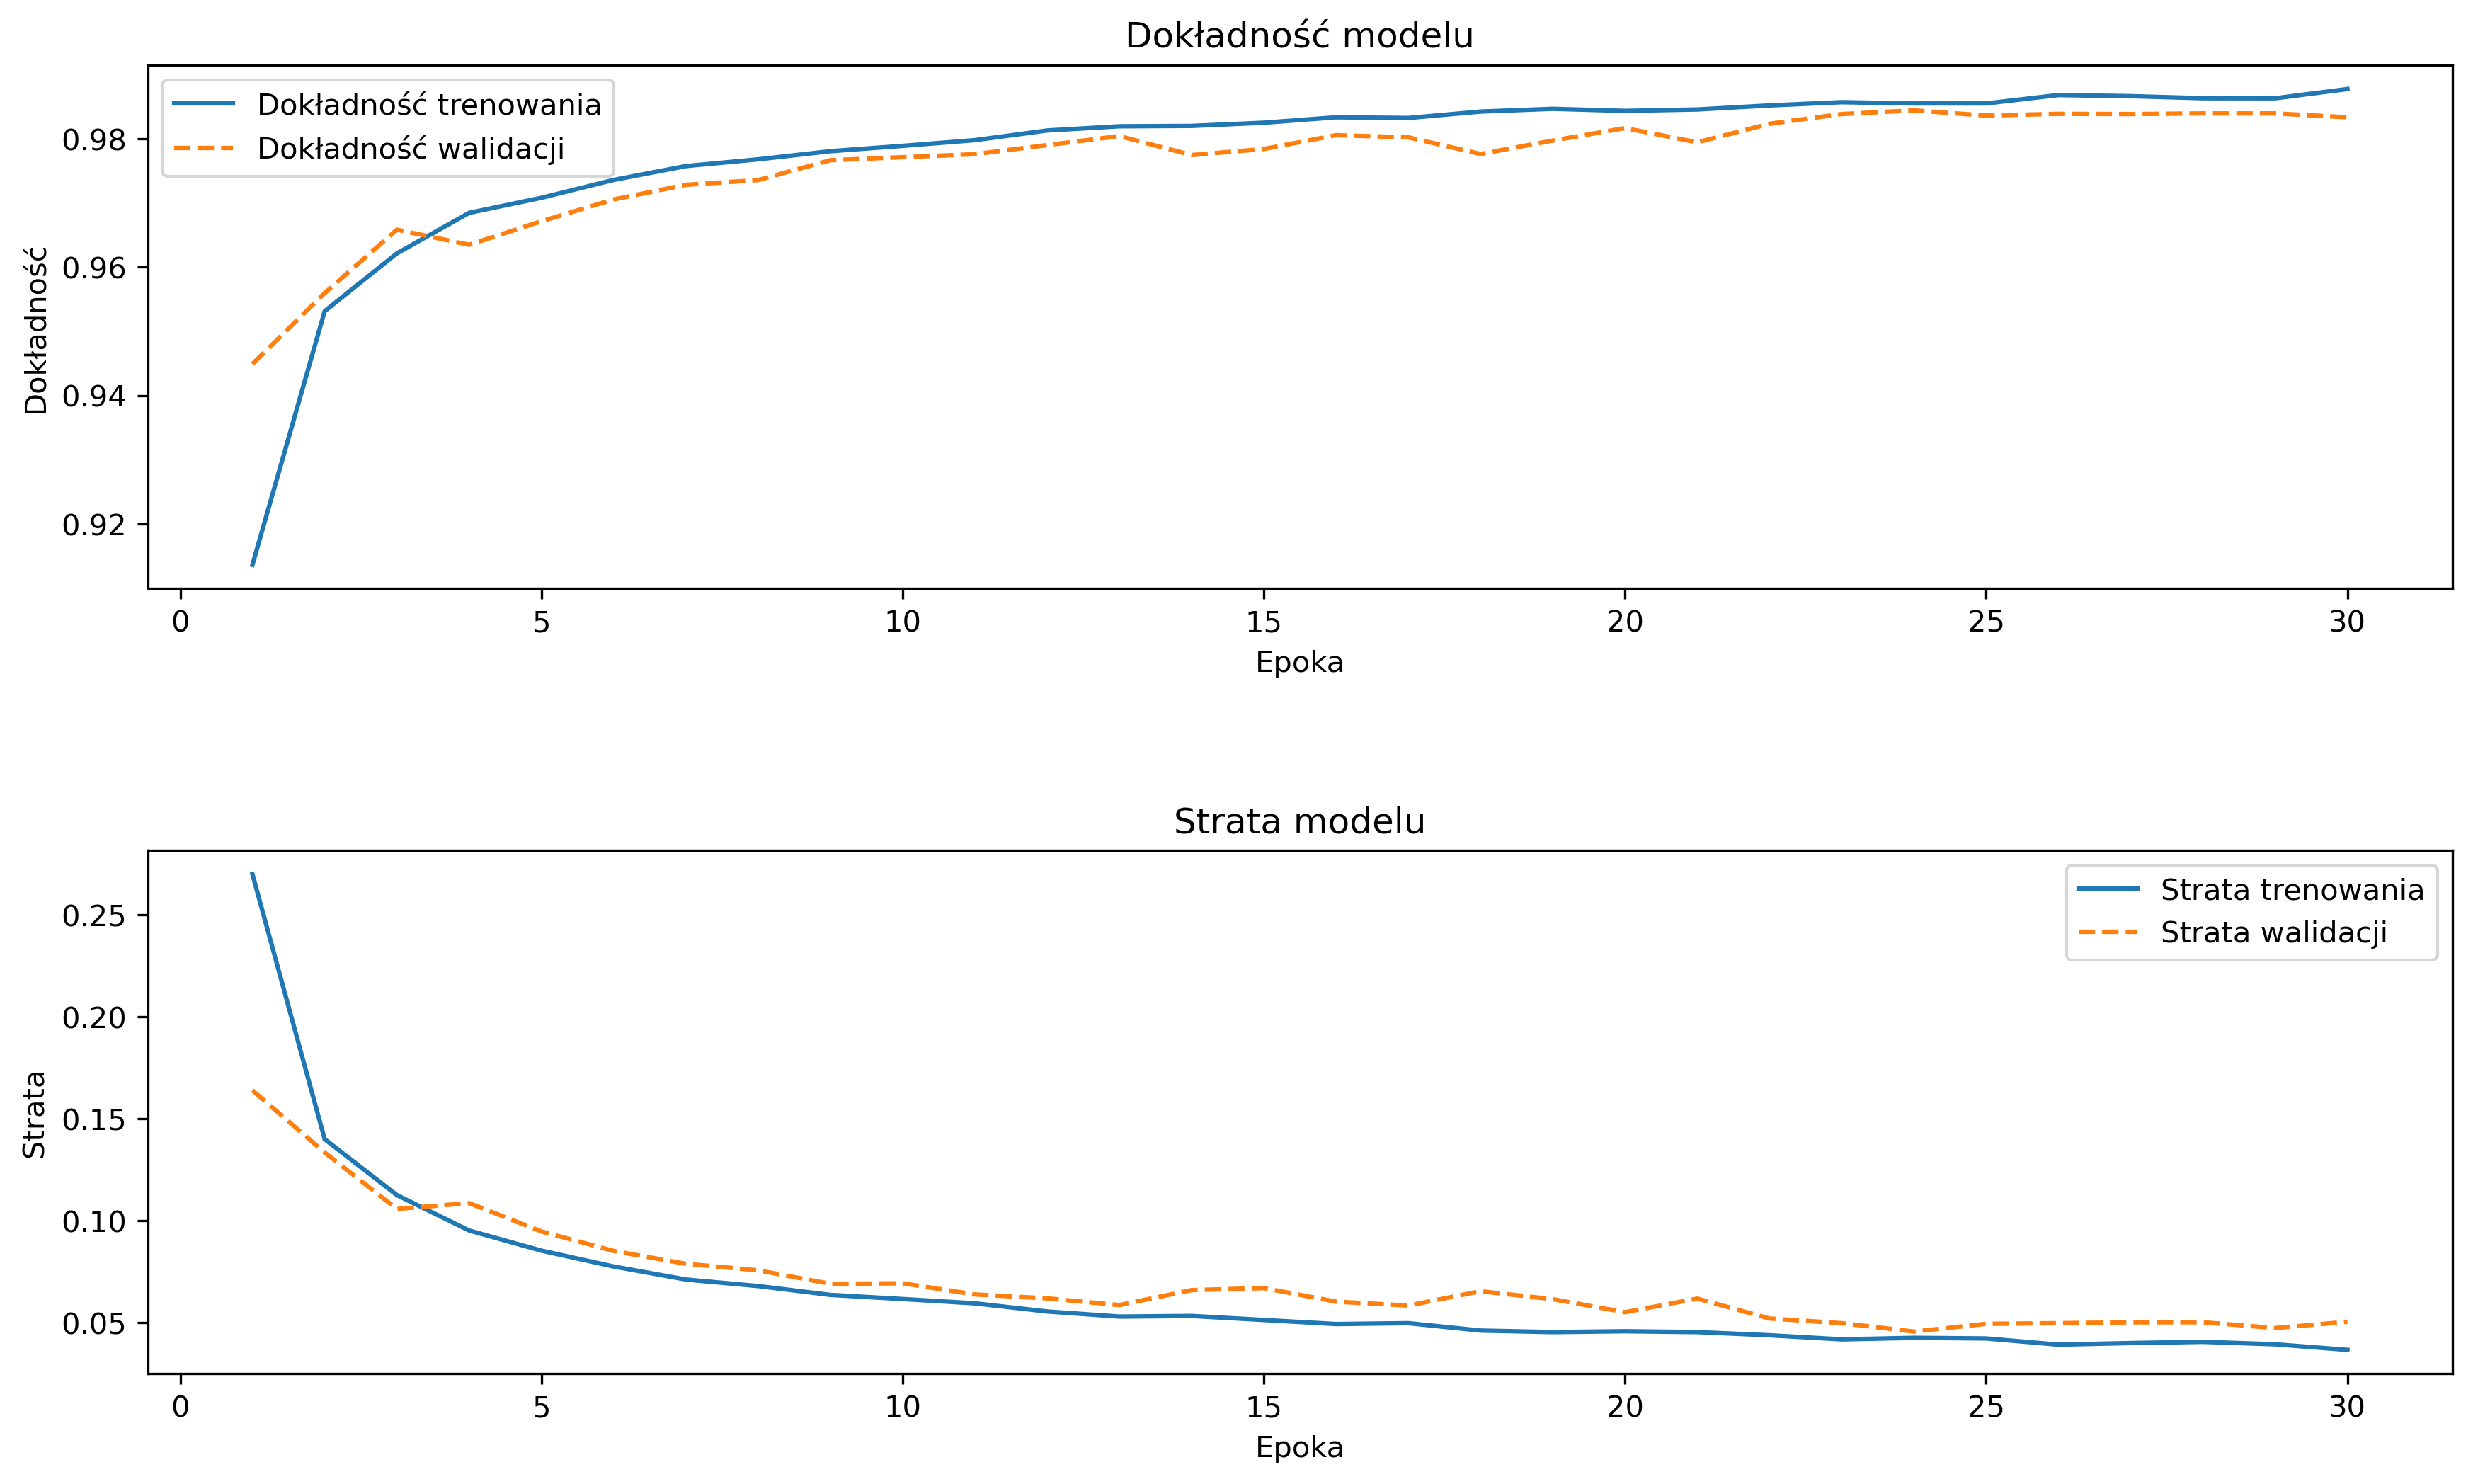 Dokładność modelu
Dokładność trenowania
Dokładność walidacji
Dokładność
0.98
0.96
0.94
0.92
0 5 10 15 20 25 30
Epoka
Strata modelu
Strata trenowania
Strata walidacji
Strata
0.25
0.20
0.15
0.10
0.05
0 5 10 15 20 25 30
Epoka